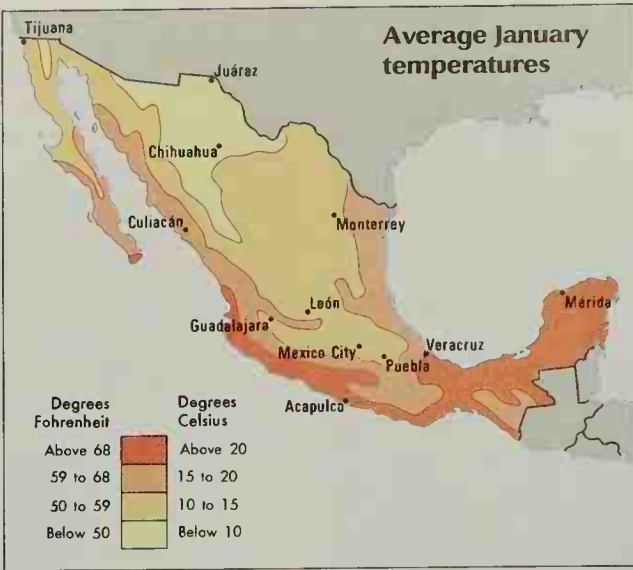 Average January
temperatures
Tijuana
Juáraz
Chihuahua
Culiacán
Monterrey
León
Mérida
Guadalajara
Mexico City
Veracruz
Puebla
Acapulco
Degrees
Fahrenheit
Degrees
Celsius
Above 68
Above 20
59 to 68
15 to 20
50 to 59
10 to 15
Below 50
Below 10